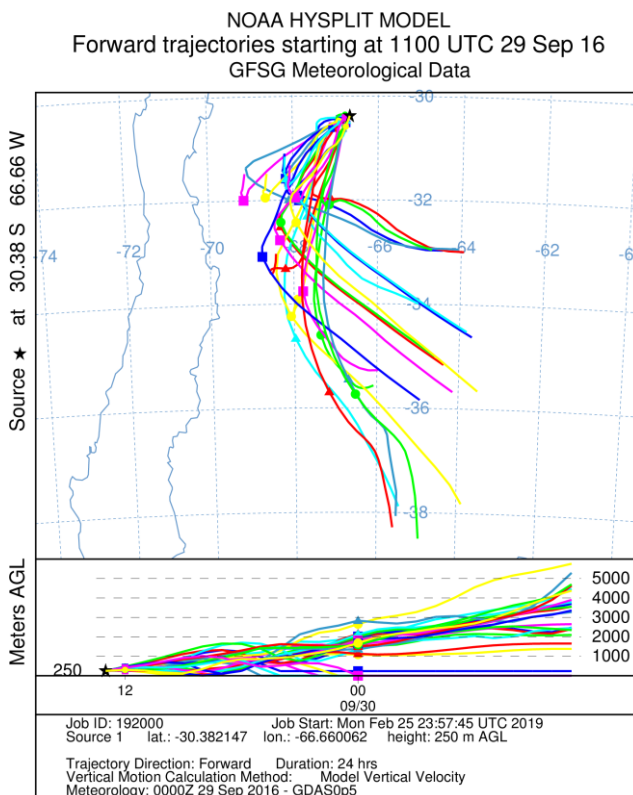 NOAA HYSPLIT MODEL
Forward trajectories starting at 1100 UTC 29 Sep 16
GFSG Meteorological Data
Source ★ at 30.38 S 66.66 W
-30
-32
-74
-72
-70
-68
-66
-64
-62
-34
-36
-38
Meters AGL
5000
4000
3000
2000
1000
250
12
00
09/30
Job ID: 192000 Job Start: Mon Feb 25 23:57:45 UTC 2019
Source 1 lat.: -30.382147 lon.: -66.660062 height: 250 m AGL
Trajectory Direction: Forward Duration: 24 hrs
Vertical Motion Calculation Method: Model Vertical Velocity
Meteorology: 0000Z 29 Sep 2016 - GDAS0p5